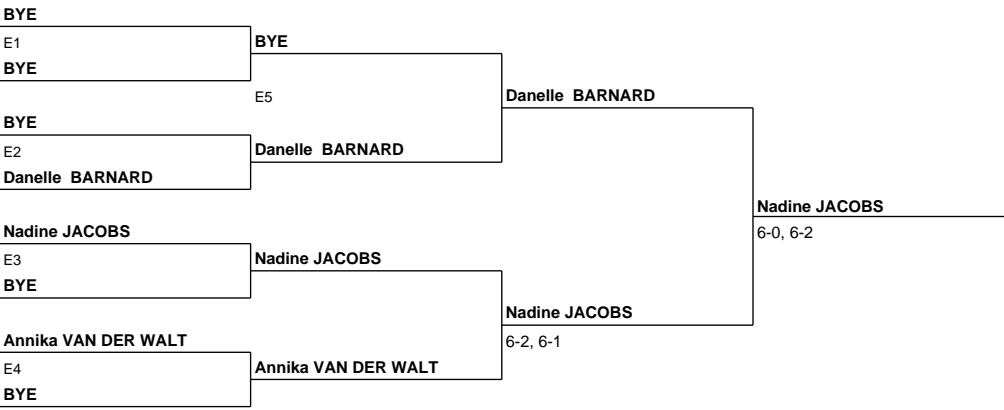 BYE
E1
BYE
BYE
E5
Danelle  BARNARD
BYE
E2
Danelle  BARNARD
Danelle  BARNARD
Nadine JACOBS
6-0, 6-2
Nadine JACOBS
E3
BYE
Nadine JACOBS
Nadine JACOBS
6-2, 6-1
Annika VAN DER WALT
E4
BYE
Annika VAN DER WALT